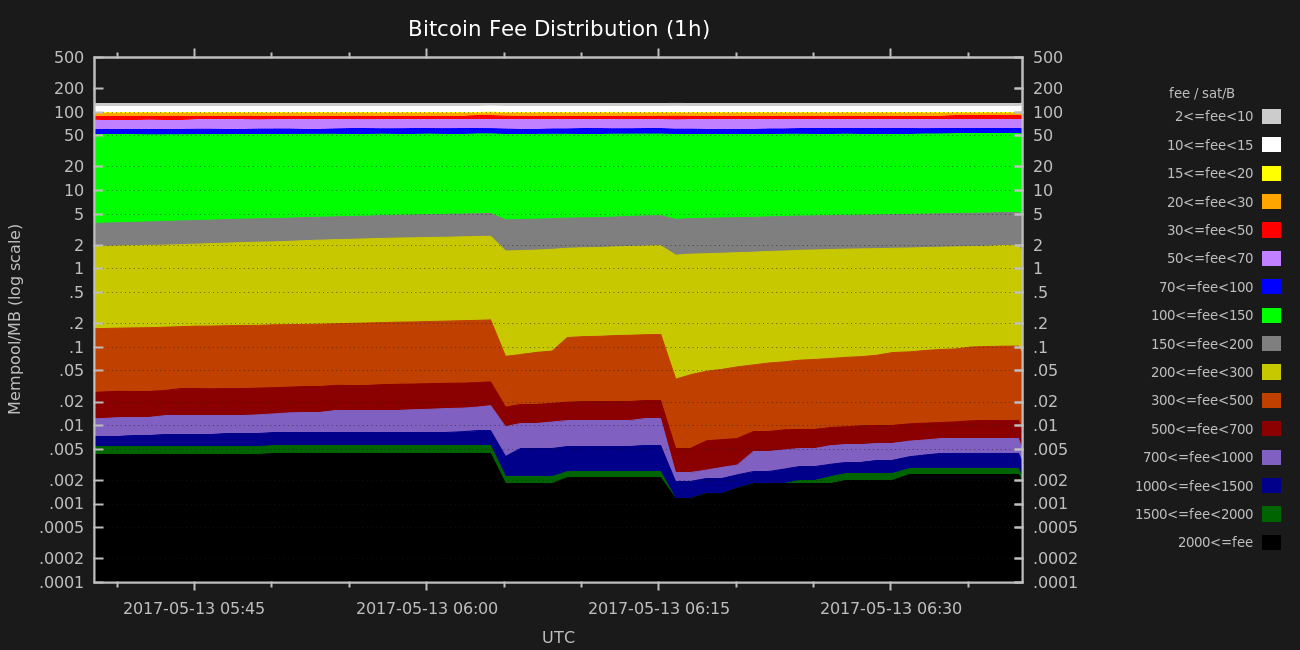 Bitcoin Fee Distribution (1h)
500
200
100
50
20
10
5
2
1
.5
.2
.1
.05
.02
.01
.005
.002
.001
.0005
.0002
.0001
Mempool/MB (log scale)
500
200
100
50
20
10
5
2
1
.5
.2
.1
.05
.02
.01
.005
.002
.001
.0005
.0002
.0001
2017-05-13 05:45
2017-05-13 06:00
2017-05-13 06:15
2017-05-13 06:30
UTC
fee / sat/B
2<=fee<10
10<=fee<15
15<=fee<20
20<=fee<30
30<=fee<50
50<=fee<70
70<=fee<100
100<=fee<150
150<=fee<200
200<=fee<300
300<=fee<500
500<=fee<700
700<=fee<1000
1000<=fee<1500
1500<=fee<2000
2000<=fee